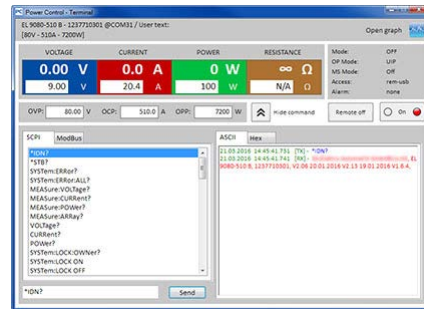 Power Control - Terminal
EL 9080-510 B - 1237710301 @COM31 / User text:
[80V - 510A - 7200W]
Open graph
VOLTAGE CURRENT POWER RESISTANCE
0.00 V 0.0 A 0 W ∞ Ω
9.00 V 20.4 A 100 W N/A Ω
Mode: OFF
OP Mode: UIP
MS Mode: Off
Access: rem-usb
Alarm: none
OVP: 80.00 V OCP: 510.0 A OPP: 7200 W Hide command Remote off On
SCPI ModBus
*IDN?
*STB?
SYSTem:ERRor?
SYSTem:ERRor:ALL?
MEASure:VOLTage?
MEASure:CURRent?
MEASure:POWer?
MEASure:ARRay?
VOLTage?
CURRent?
POWer?
SYSTem:LOCK:OWNer?
SYSTem:LOCK ON
SYSTem:LOCK OFF
*IDN? Send
ASCII Hex
21.03.2016 14:45:41.731 [TX] - *IDN?
21.03.2016 14:45:41.741 [RX] - EL
9080-510 B, 1237710301, V2.06 20.01.2016 V2.13 19.01.2016 V1.6.4,